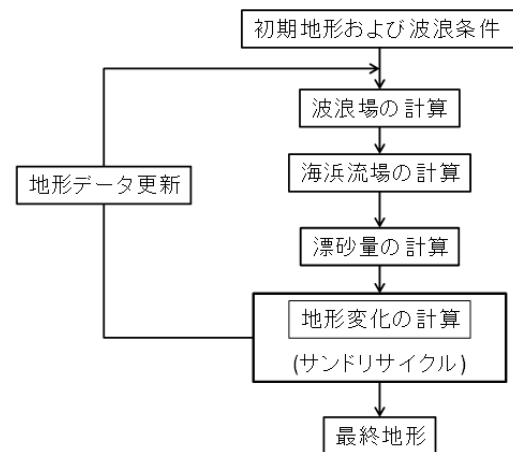 初期地形および波浪条件
波浪場の計算
海浜流場の計算
地形データ更新
漂砂量の計算
地形変化の計算
(サンドリサイクル)
最終地形